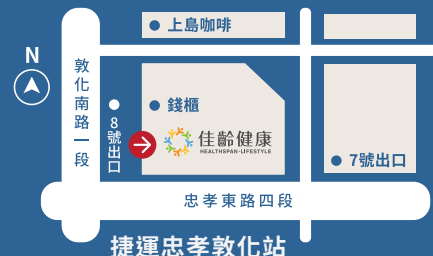 上島咖啡
N
敦化南路一段
錢櫃
8號出口
佳齡健康
HEALTHSPAN·LIFESTYLE
7號出口
忠孝東路四段
捷運忠孝敦化站